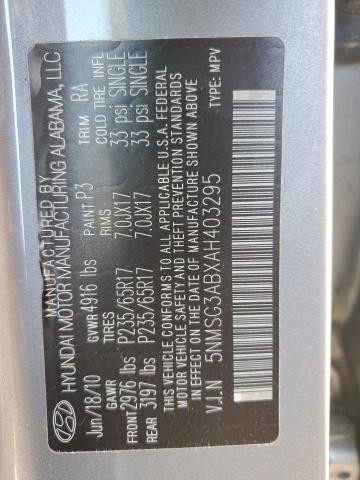 MANUFACTURED BY
HYUNDAI MOTOR MANUFACTURING ALABAMA, LLC
Jun/18/10 GVWR 4916 lbs PAINT P3 TRIM RA
GAWR TIRES RIMS COLD TIRE INFL
FRONT 2976 lbs P235/65R17 7.0JX17 33 psi SINGLE
REAR 3197 lbs P235/65R17 7.0JX17 33 psi SINGLE
THIS VEHICLE CONFORMS TO ALL APPLICABLE U.S.A. FEDERAL
MOTOR VEHICLE SAFETY AND THEFT PREVENTION STANDARDS
IN EFFECT ON THE DATE OF MANUFACTURE SHOWN ABOVE.
V.I.N 5NMSG3ABXAH403295 TYPE: MPV